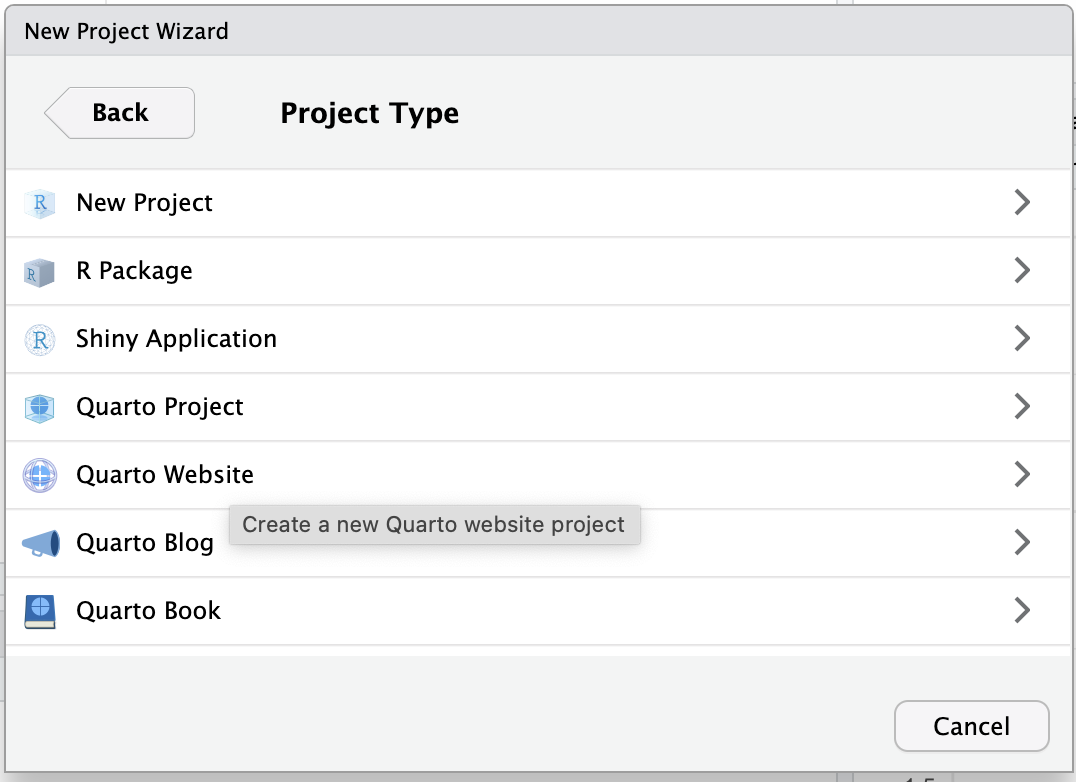 New Project Wizard
Back
Project Type
R New Project
R R Package
R Shiny Application
Quarto Project
Quarto Website
Create a new Quarto website project
Quarto Blog
Quarto Book
Cancel